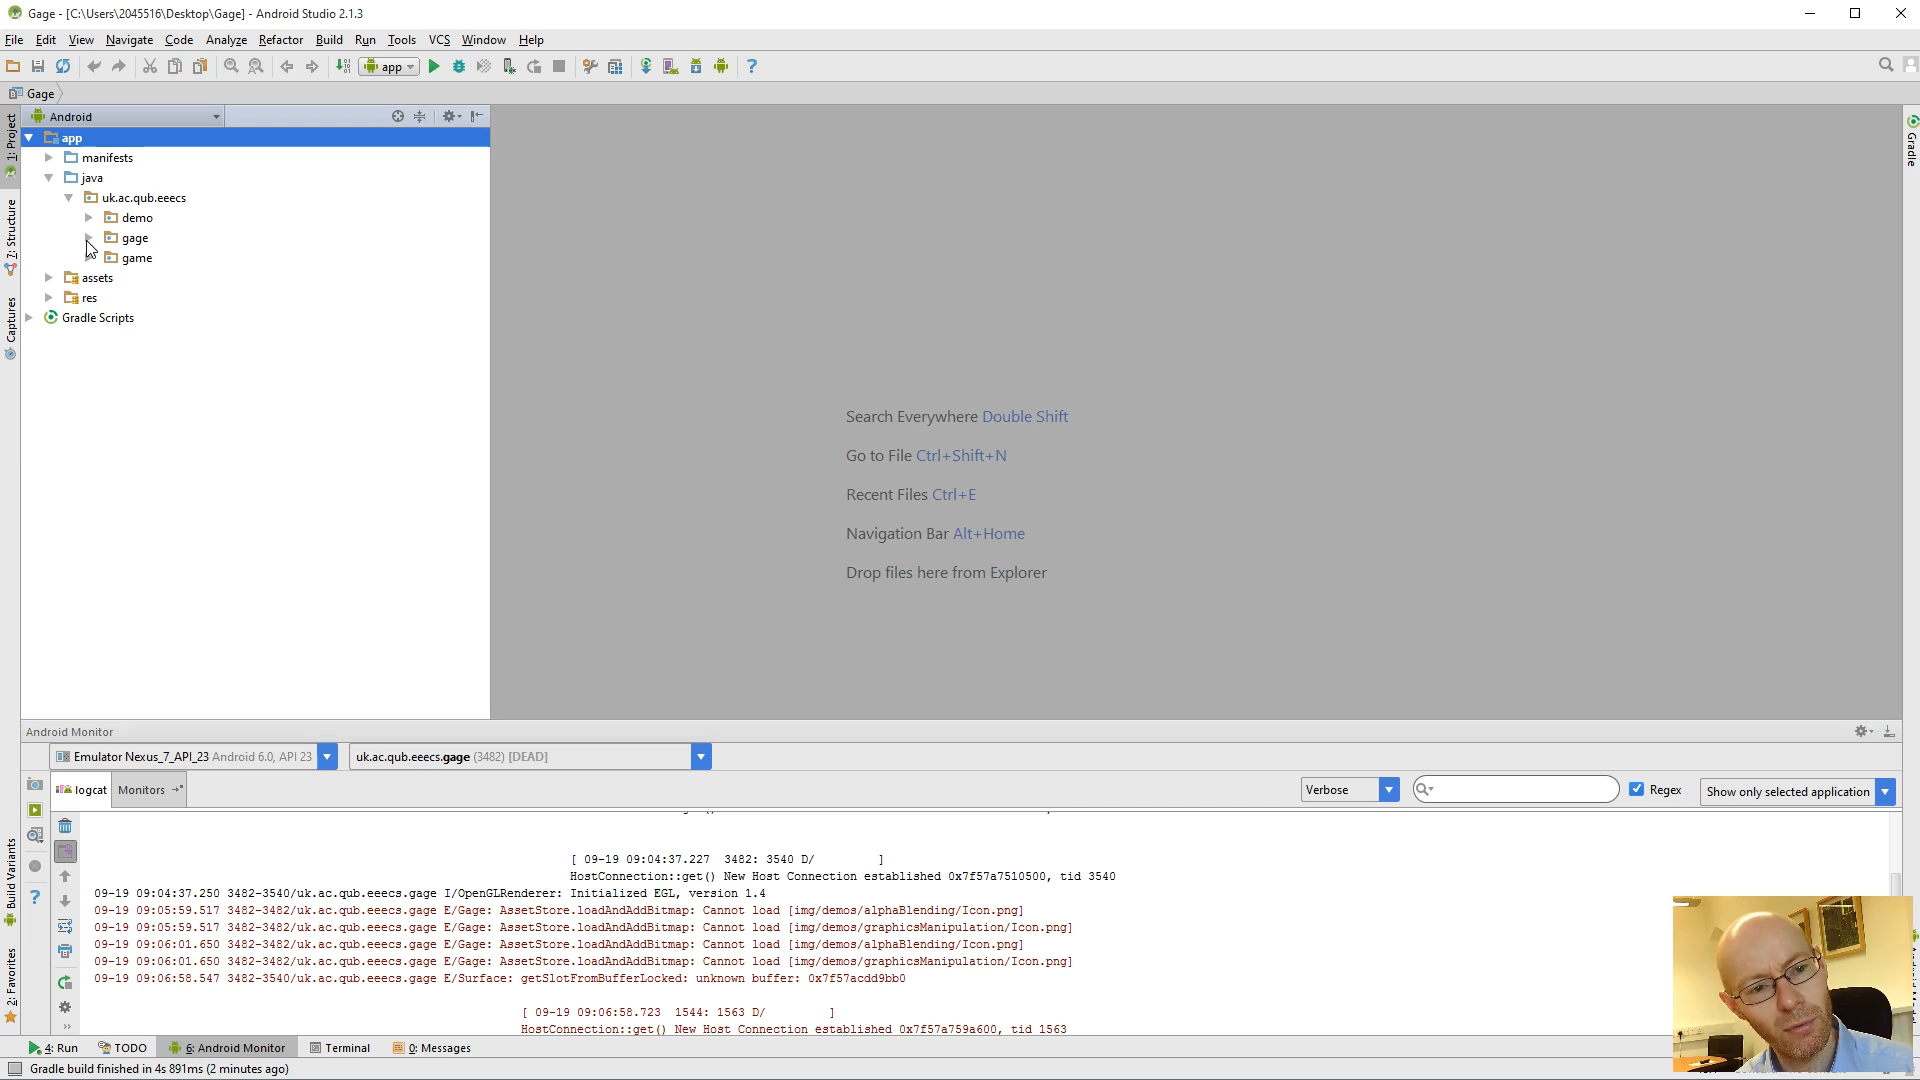 Gage - [C:\Users\2045516\Desktop\Gage] - Android Studio 2.1.3
File Edit View Navigate Code Analyze Refactor Build Run Tools VCS Window Help
app
Gage
1: Project
7: Structure
Captures
Build Variants
2: Favorites
Android
app
manifests
java
uk.ac.qub.eeecs
demo
gage
game
assets
res
Gradle Scripts
Search Everywhere Double Shift
Go to File Ctrl+Shift+N
Recent Files Ctrl+E
Navigation Bar Alt+Home
Drop files here from Explorer
Gradle
Android Monitor
Emulator Nexus_7_API_23 Android 6.0, API 23
uk.ac.qub.eeecs.gage (3482) [DEAD]
logcat Monitors
Verbose
Regex
Show only selected application
[ 09-19 09:04:37.227 3482: 3540 D/ ]
HostConnection::get() New Host Connection established 0x7f57a7510500, tid 3540
09-19 09:04:37.250 3482-3540/uk.ac.qub.eeecs.gage I/OpenGLRenderer: Initialized EGL, version 1.4
09-19 09:05:59.517 3482-3482/uk.ac.qub.eeecs.gage E/Gage: AssetStore.loadAndAddBitmap: Cannot load [img/demos/alphaBlending/Icon.png]
09-19 09:05:59.517 3482-3482/uk.ac.qub.eeecs.gage E/Gage: AssetStore.loadAndAddBitmap: Cannot load [img/demos/graphicsManipulation/Icon.png]
09-19 09:06:01.650 3482-3482/uk.ac.qub.eeecs.gage E/Gage: AssetStore.loadAndAddBitmap: Cannot load [img/demos/alphaBlending/Icon.png]
09-19 09:06:01.650 3482-3482/uk.ac.qub.eeecs.gage E/Gage: AssetStore.loadAndAddBitmap: Cannot load [img/demos/graphicsManipulation/Icon.png]
09-19 09:06:58.547 3482-3540/uk.ac.qub.eeecs.gage E/Surface: getSlotFromBufferLocked: unknown buffer: 0x7f57acdd9bb0
[ 09-19 09:06:58.723 1544: 1563 D/ ]
HostConnection::get() New Host Connection established 0x7f57a759a600, tid 1563
4: Run TODO 6: Android Monitor Terminal 0: Messages
Gradle build finished in 4s 891ms (2 minutes ago)